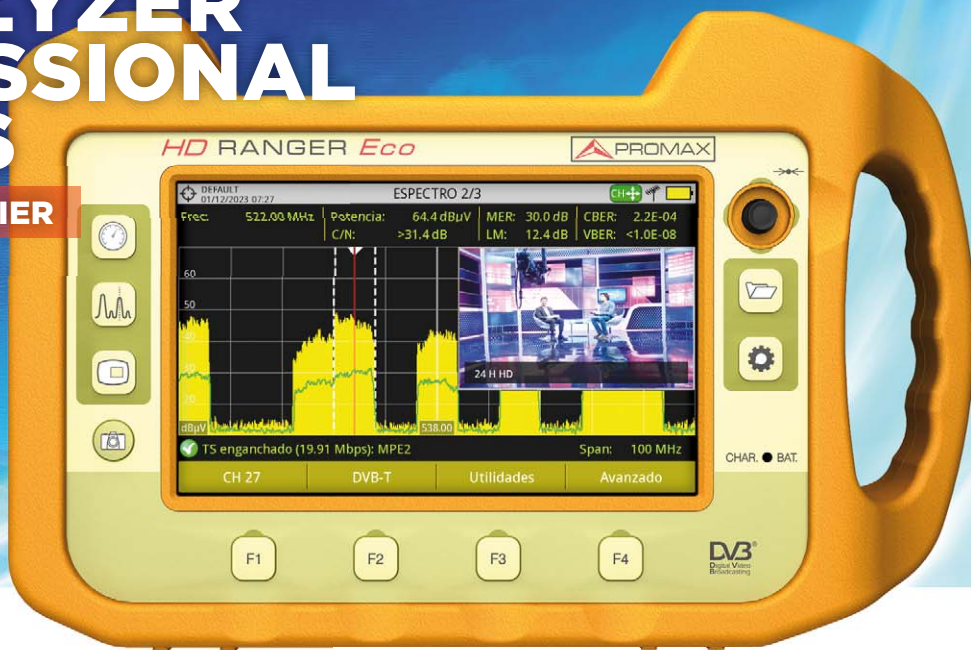 LYZER
SSIONAL
S
IER
HD RANGER Eco
PROMAX
DEFAULT
01/12/2023 07:27
ESPECTRO 2/3
CH
Frec: 522.00 MHz
Potencia: 64.4 dBµV
MER: 30.0 dB
CBER: 2.2E-04
C/N: >31.4 dB
LM: 12.4 dB
VBER: <1.0E-08
60
50
40
30
20
dBµV
538.00
24 H HD
TS enganchado (19.91 Mbps): MPE2
Span: 100 MHz
CH 27
DVB-T
Utilidades
Avanzado
CHAR. BAT.
F1
F2
F3
F4
DVB®
Digital Video
Broadcasting